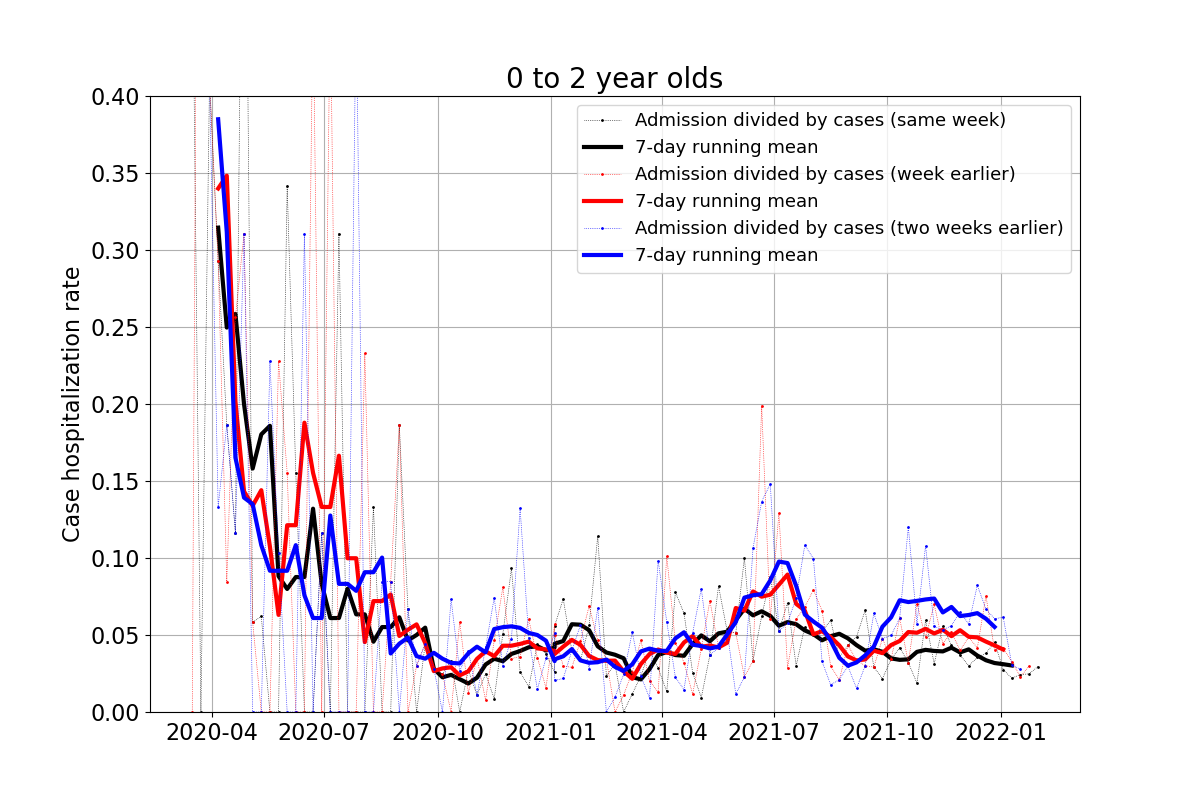 0 to 2 year olds
Case hospitalization rate
0.40
0.35
0.30
0.25
0.20
0.15
0.10
0.05
0.00
Admission divided by cases (same week)
7-day running mean
Admission divided by cases (week earlier)
7-day running mean
Admission divided by cases (two weeks earlier)
7-day running mean
2020-04 2020-07 2020-10 2021-01 2021-04 2021-07 2021-10 2022-01